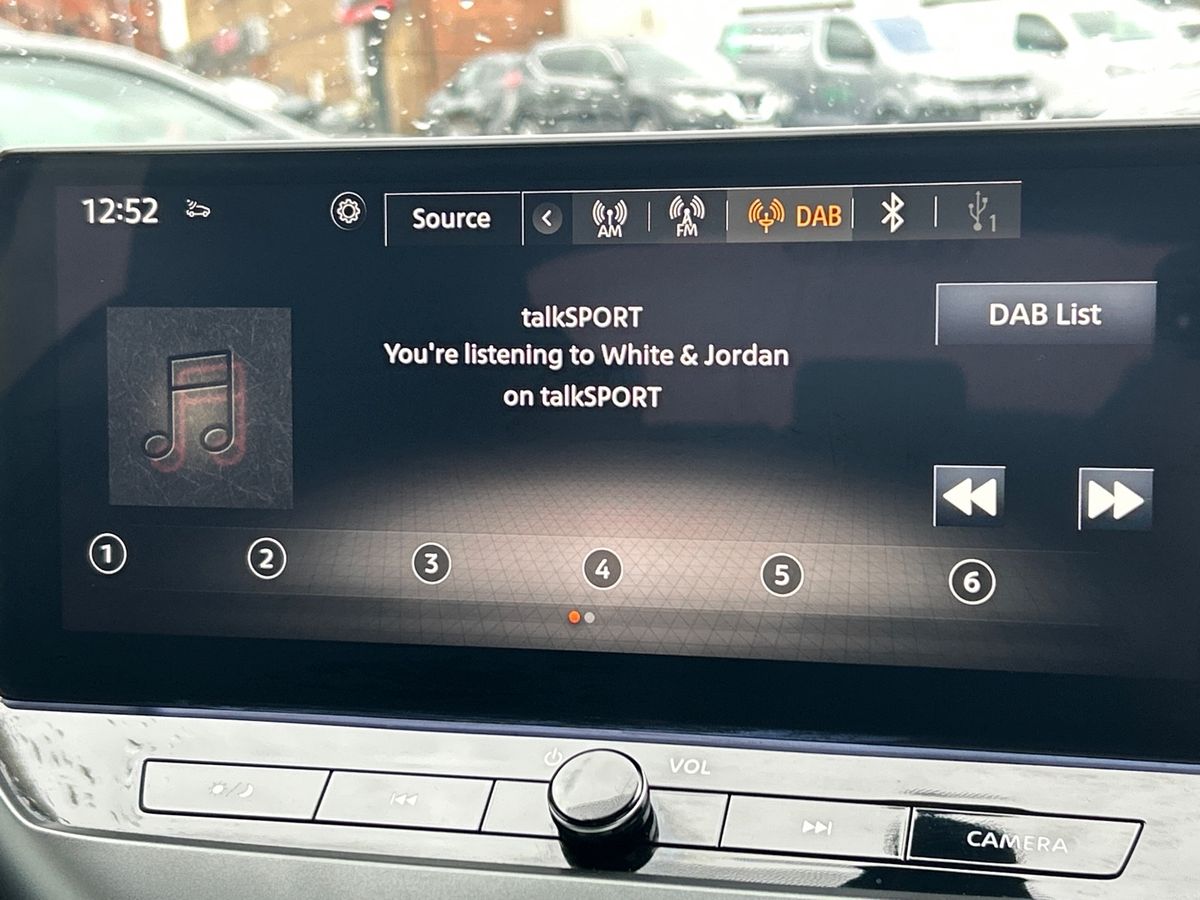 12:52
Source
AM
FM
DAB
1
DAB List
talkSPORT
You're listening to White & Jordan
on talkSPORT
1
2
3
4
5
6
VOL
CAMERA